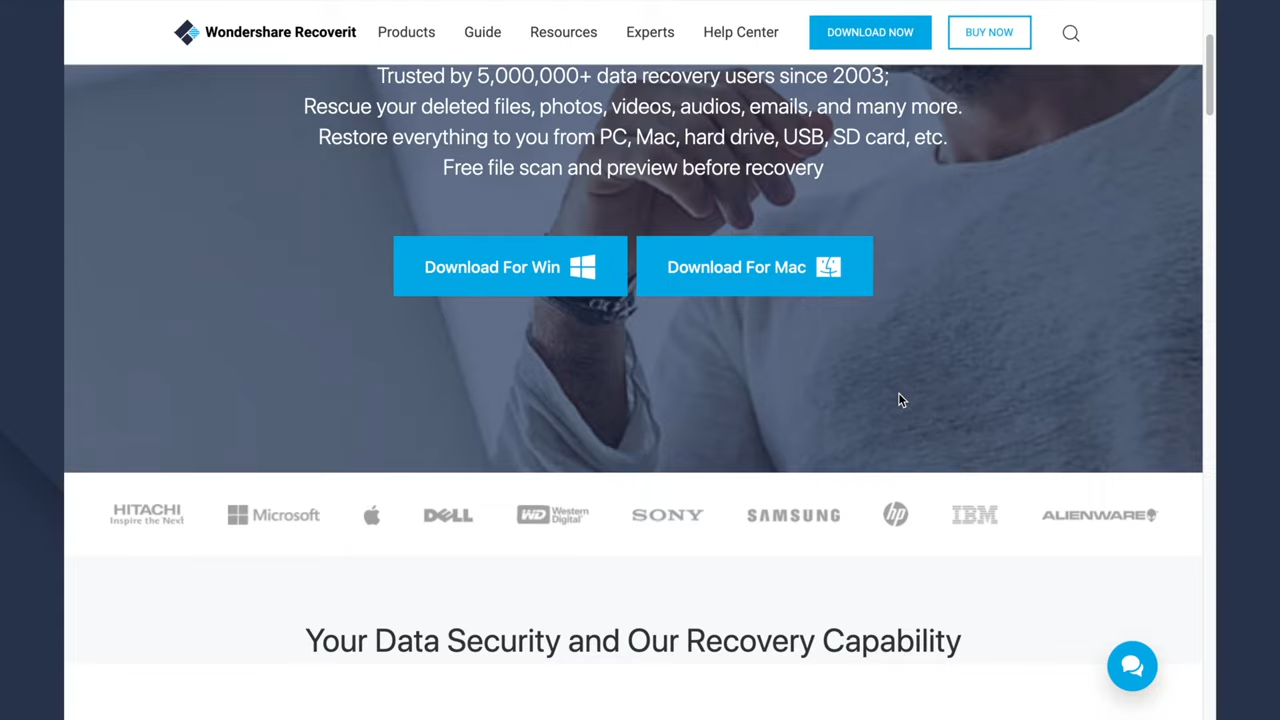 Wondershare Recoverit Products Guide Resources Experts Help Center DOWNLOAD NOW BUY NOW
Trusted by 5,000,000+ data recovery users since 2003;
Rescue your deleted files, photos, videos, audios, emails, and many more.
Restore everything to you from PC, Mac, hard drive, USB, SD card, etc.
Free file scan and preview before recovery
Download For Win Download For Mac
HITACHI
Inspire the Next
Microsoft
DELL
WD Western Digital
SONY
SAMSUNG
hp
IBM
ALIENWARE
Your Data Security and Our Recovery Capability